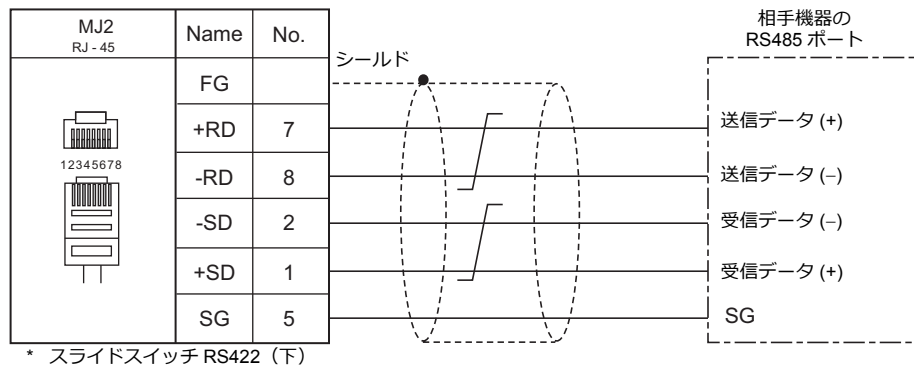 MJ2
RJ - 45
Name
No.
シールド
相手機器の
RS485 ポート
FG
+RD
7
送信データ (+)
12345678
-RD
8
送信データ (−)
-SD
2
受信データ (−)
+SD
1
受信データ (+)
SG
5
SG
* スライドスイッチ RS422（下）